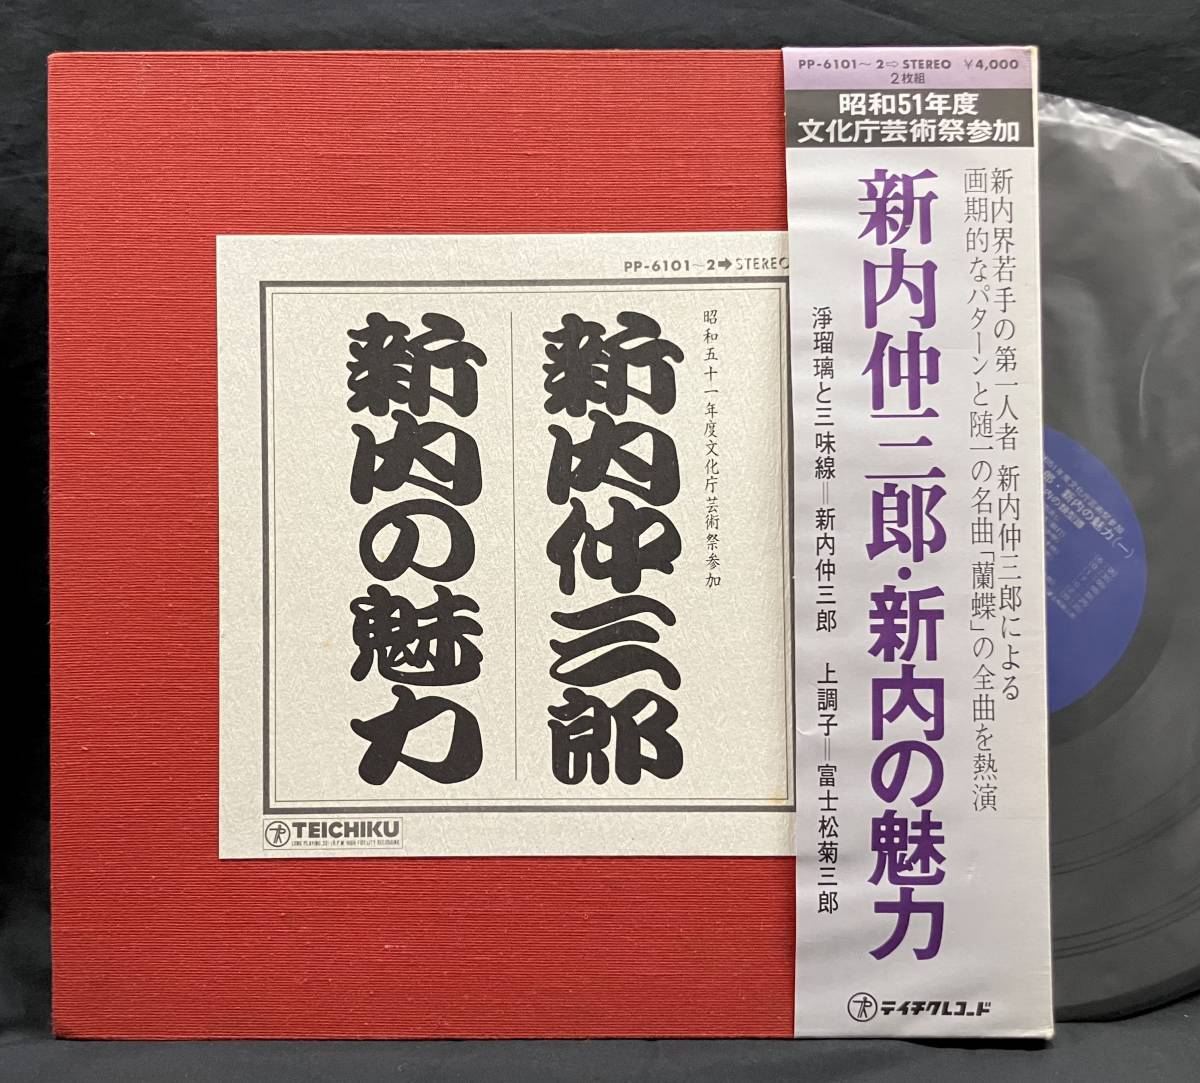 PP-6101~2➡STEREO
昭和五十一年度文化庁芸術祭参加
新内仲三郎
新内の魅力
TEICHIKU
PP-6101~2⇨STEREO ¥4,000
2枚組
昭和51年度
文化庁芸術祭参加
新内界若手の第一人者 新内仲三郎による
画期的なパターンと随一の名曲「蘭蝶」の全曲を熱演
新内仲三郎・新内の魅力
浄瑠璃と三味線＝新内仲三郎 上調子＝富士松菊三郎
テイチクレコード